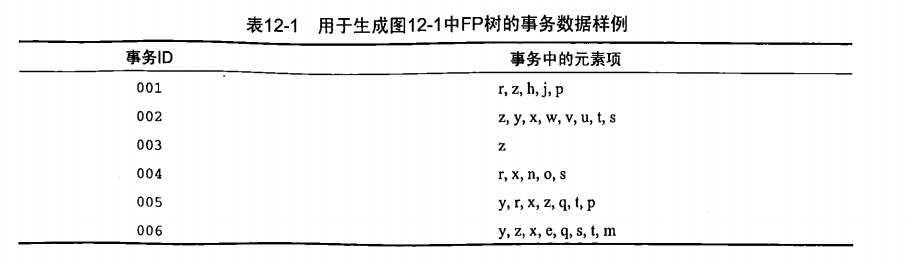 表12-1 用于生成图12-1中FP树的事务数据样例
事务ID 事务中的元素项
001 r, z, h, j, p
002 z, y, x, w, v, u, t, s
003 z
004 r, x, n, o, s
005 y, r, x, z, q, t, p
006 y, z, x, e, q, s, t, m